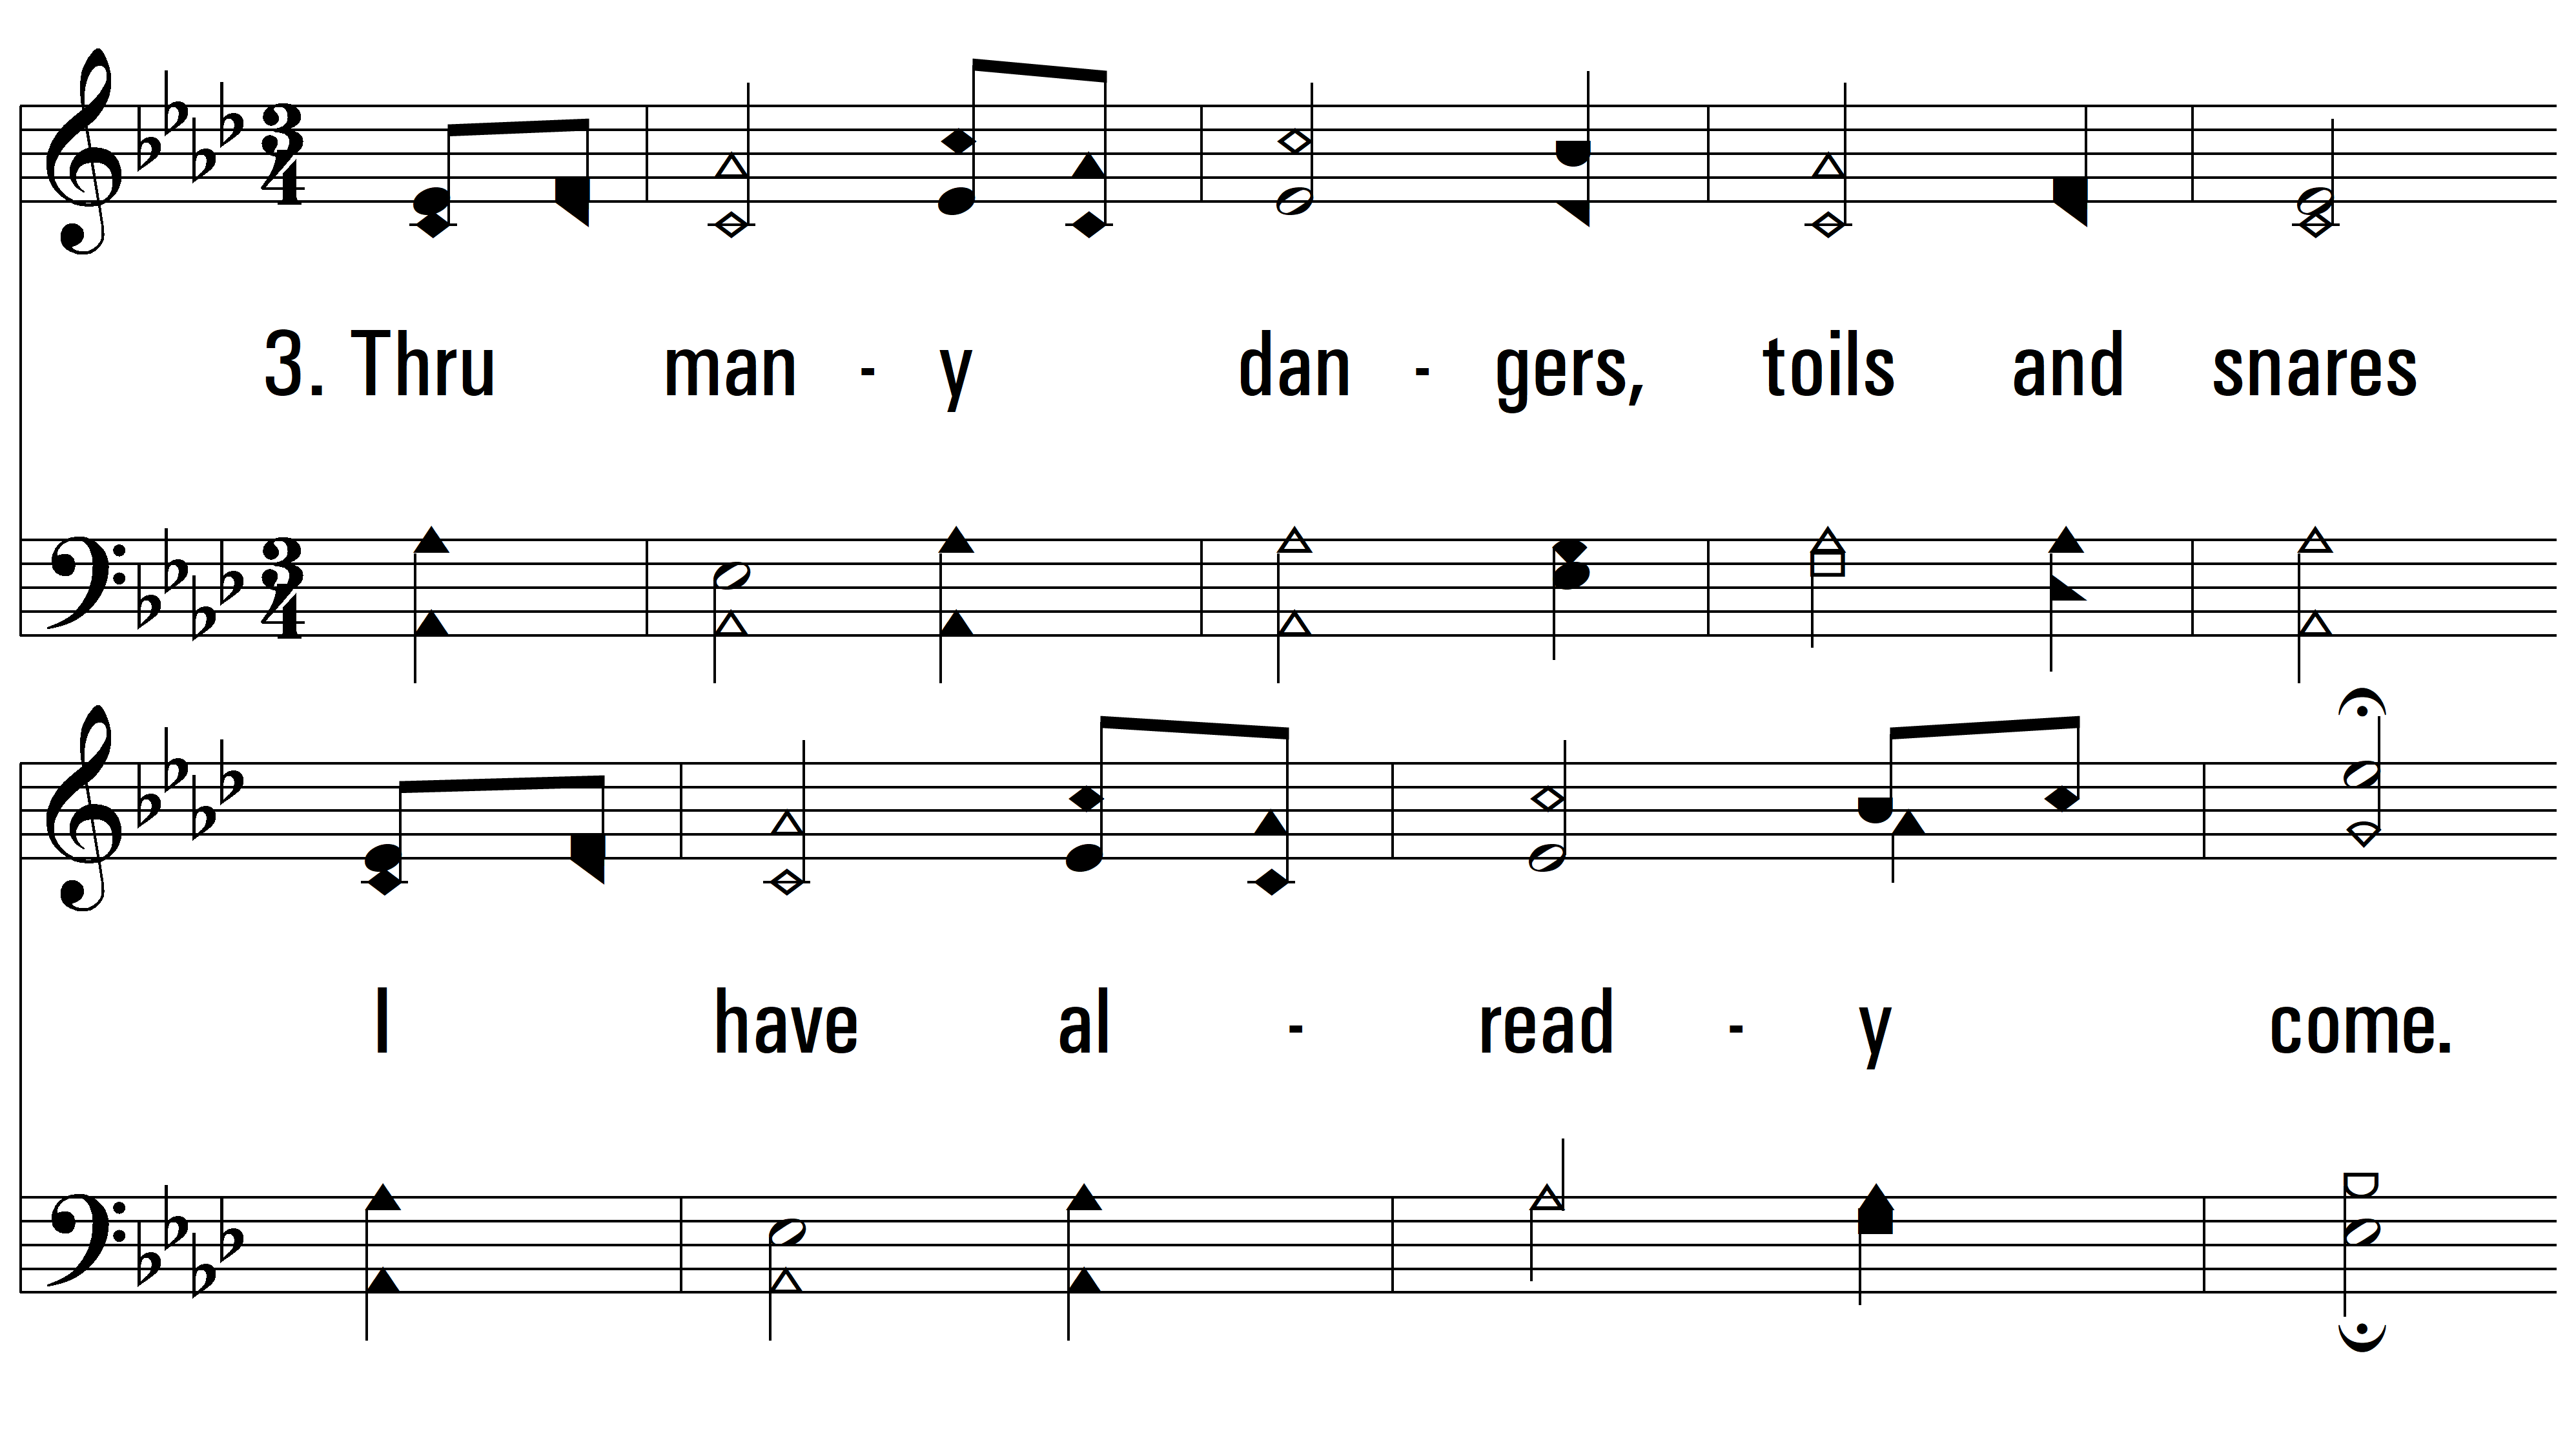 3. Thru man - y dan - gers, toils and snares
I have al - read - y come.